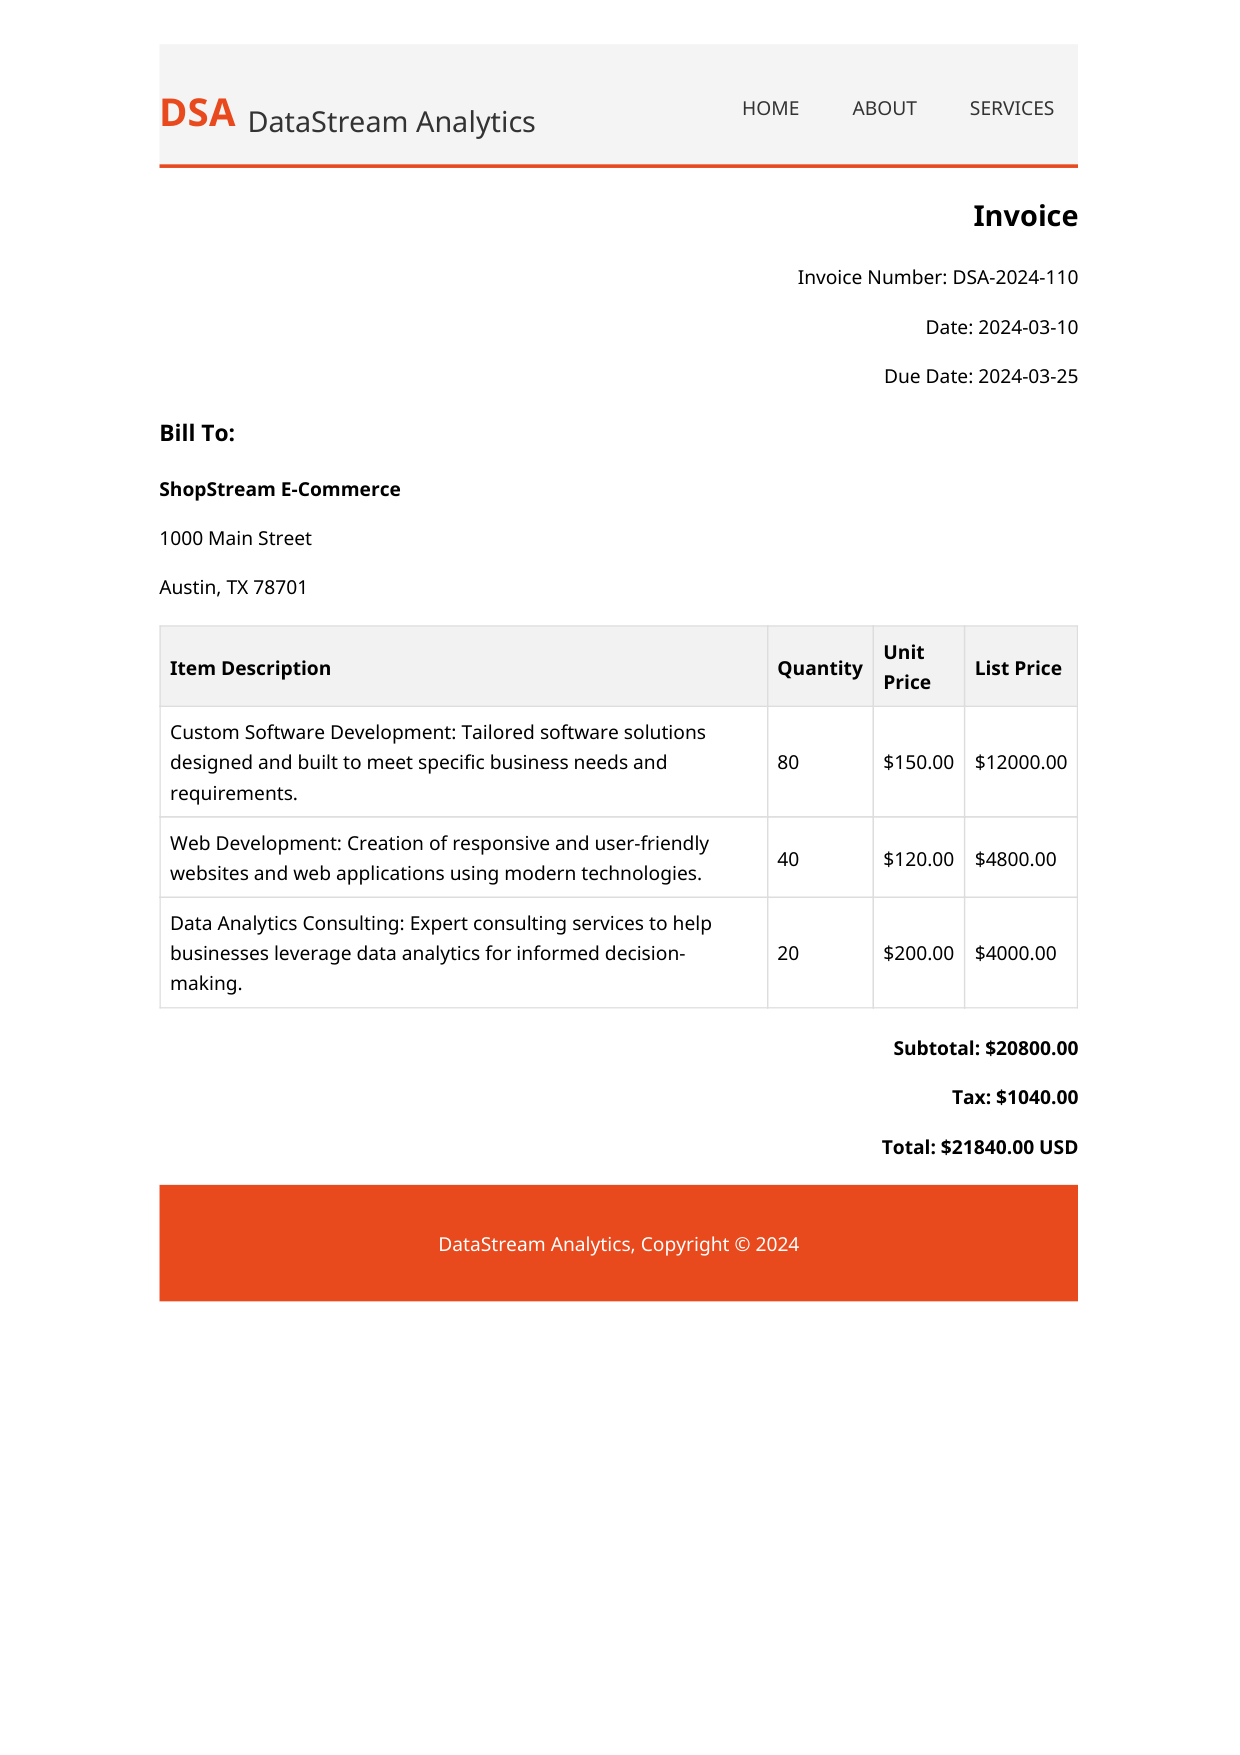 DSA DataStream Analytics
HOME ABOUT SERVICES
Invoice
Invoice Number: DSA-2024-110
Date: 2024-03-10
Due Date: 2024-03-25
Bill To:
ShopStream E-Commerce
1000 Main Street
Austin, TX 78701
Item Description Quantity Unit Price List Price
Custom Software Development: Tailored software solutions
designed and built to meet specific business needs and
requirements.
80 $150.00 $12000.00
Web Development: Creation of responsive and user-friendly
websites and web applications using modern technologies.
40 $120.00 $4800.00
Data Analytics Consulting: Expert consulting services to help
businesses leverage data analytics for informed decision-
making.
20 $200.00 $4000.00
Subtotal: $20800.00
Tax: $1040.00
Total: $21840.00 USD
DataStream Analytics, Copyright © 2024